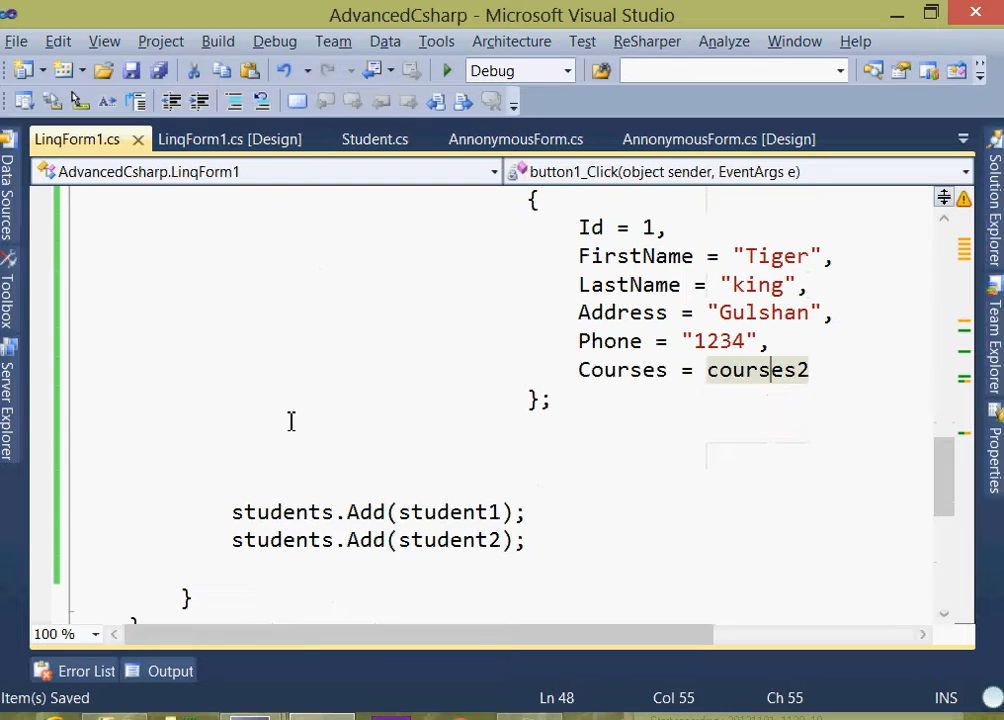 AdvancedCsharp - Microsoft Visual Studio
File Edit View Project Build Debug Team Data Tools Architecture Test ReSharper Analyze Window Help
Debug
LinqForm1.cs LinqForm1.cs [Design] Student.cs AnnonymousForm.cs AnnonymousForm.cs [Design]
AdvancedCsharp.LinqForm1 button1_Click(object sender, EventArgs e)
Data Sources
Toolbox
Server Explorer
{
Id = 1,
FirstName = "Tiger",
LastName = "king",
Address = "Gulshan",
Phone = "1234",
Courses = courses2
};
students.Add(student1);
students.Add(student2);
}
}
Solution Explorer
Team Explorer
Properties
100 %
Error List Output
Item(s) Saved Ln 48 Col 55 Ch 55 INS